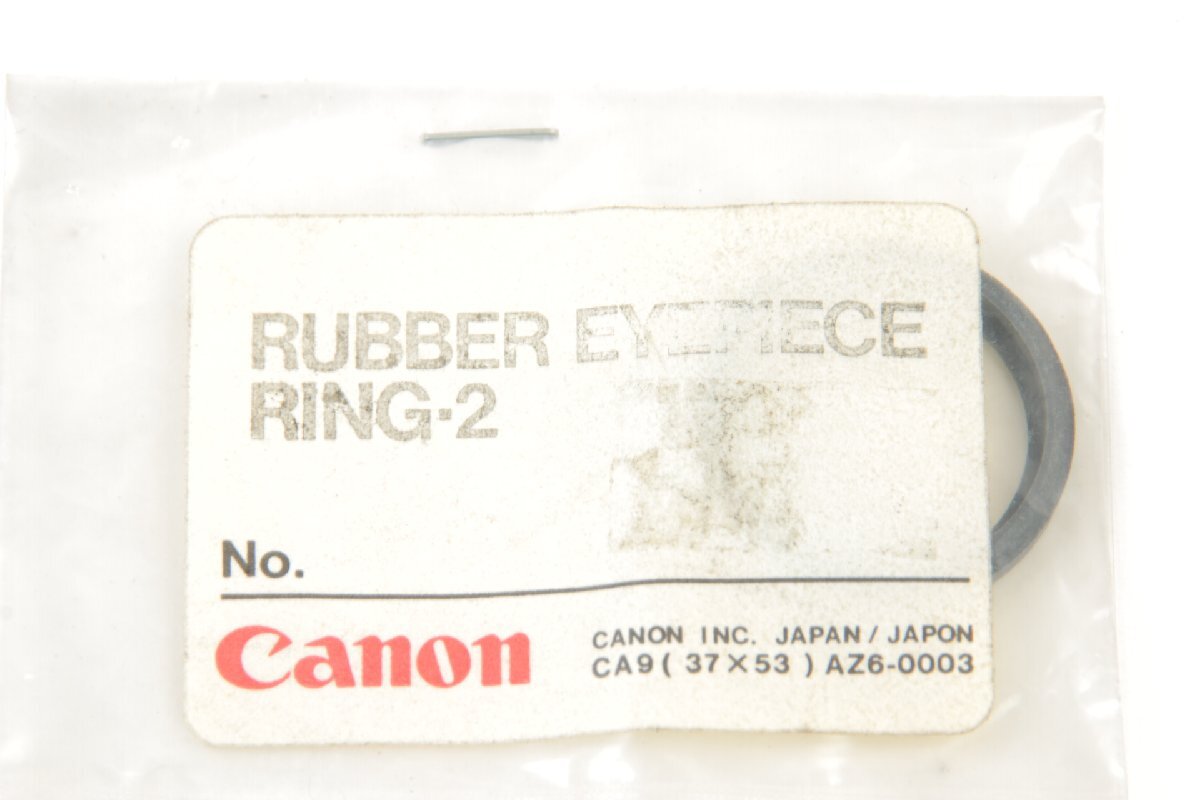 RUBBER EYEPIECE
RING-2
No.
Canon
CANON INC. JAPAN / JAPON
CA9 ( 37×53 ) AZ6-0003